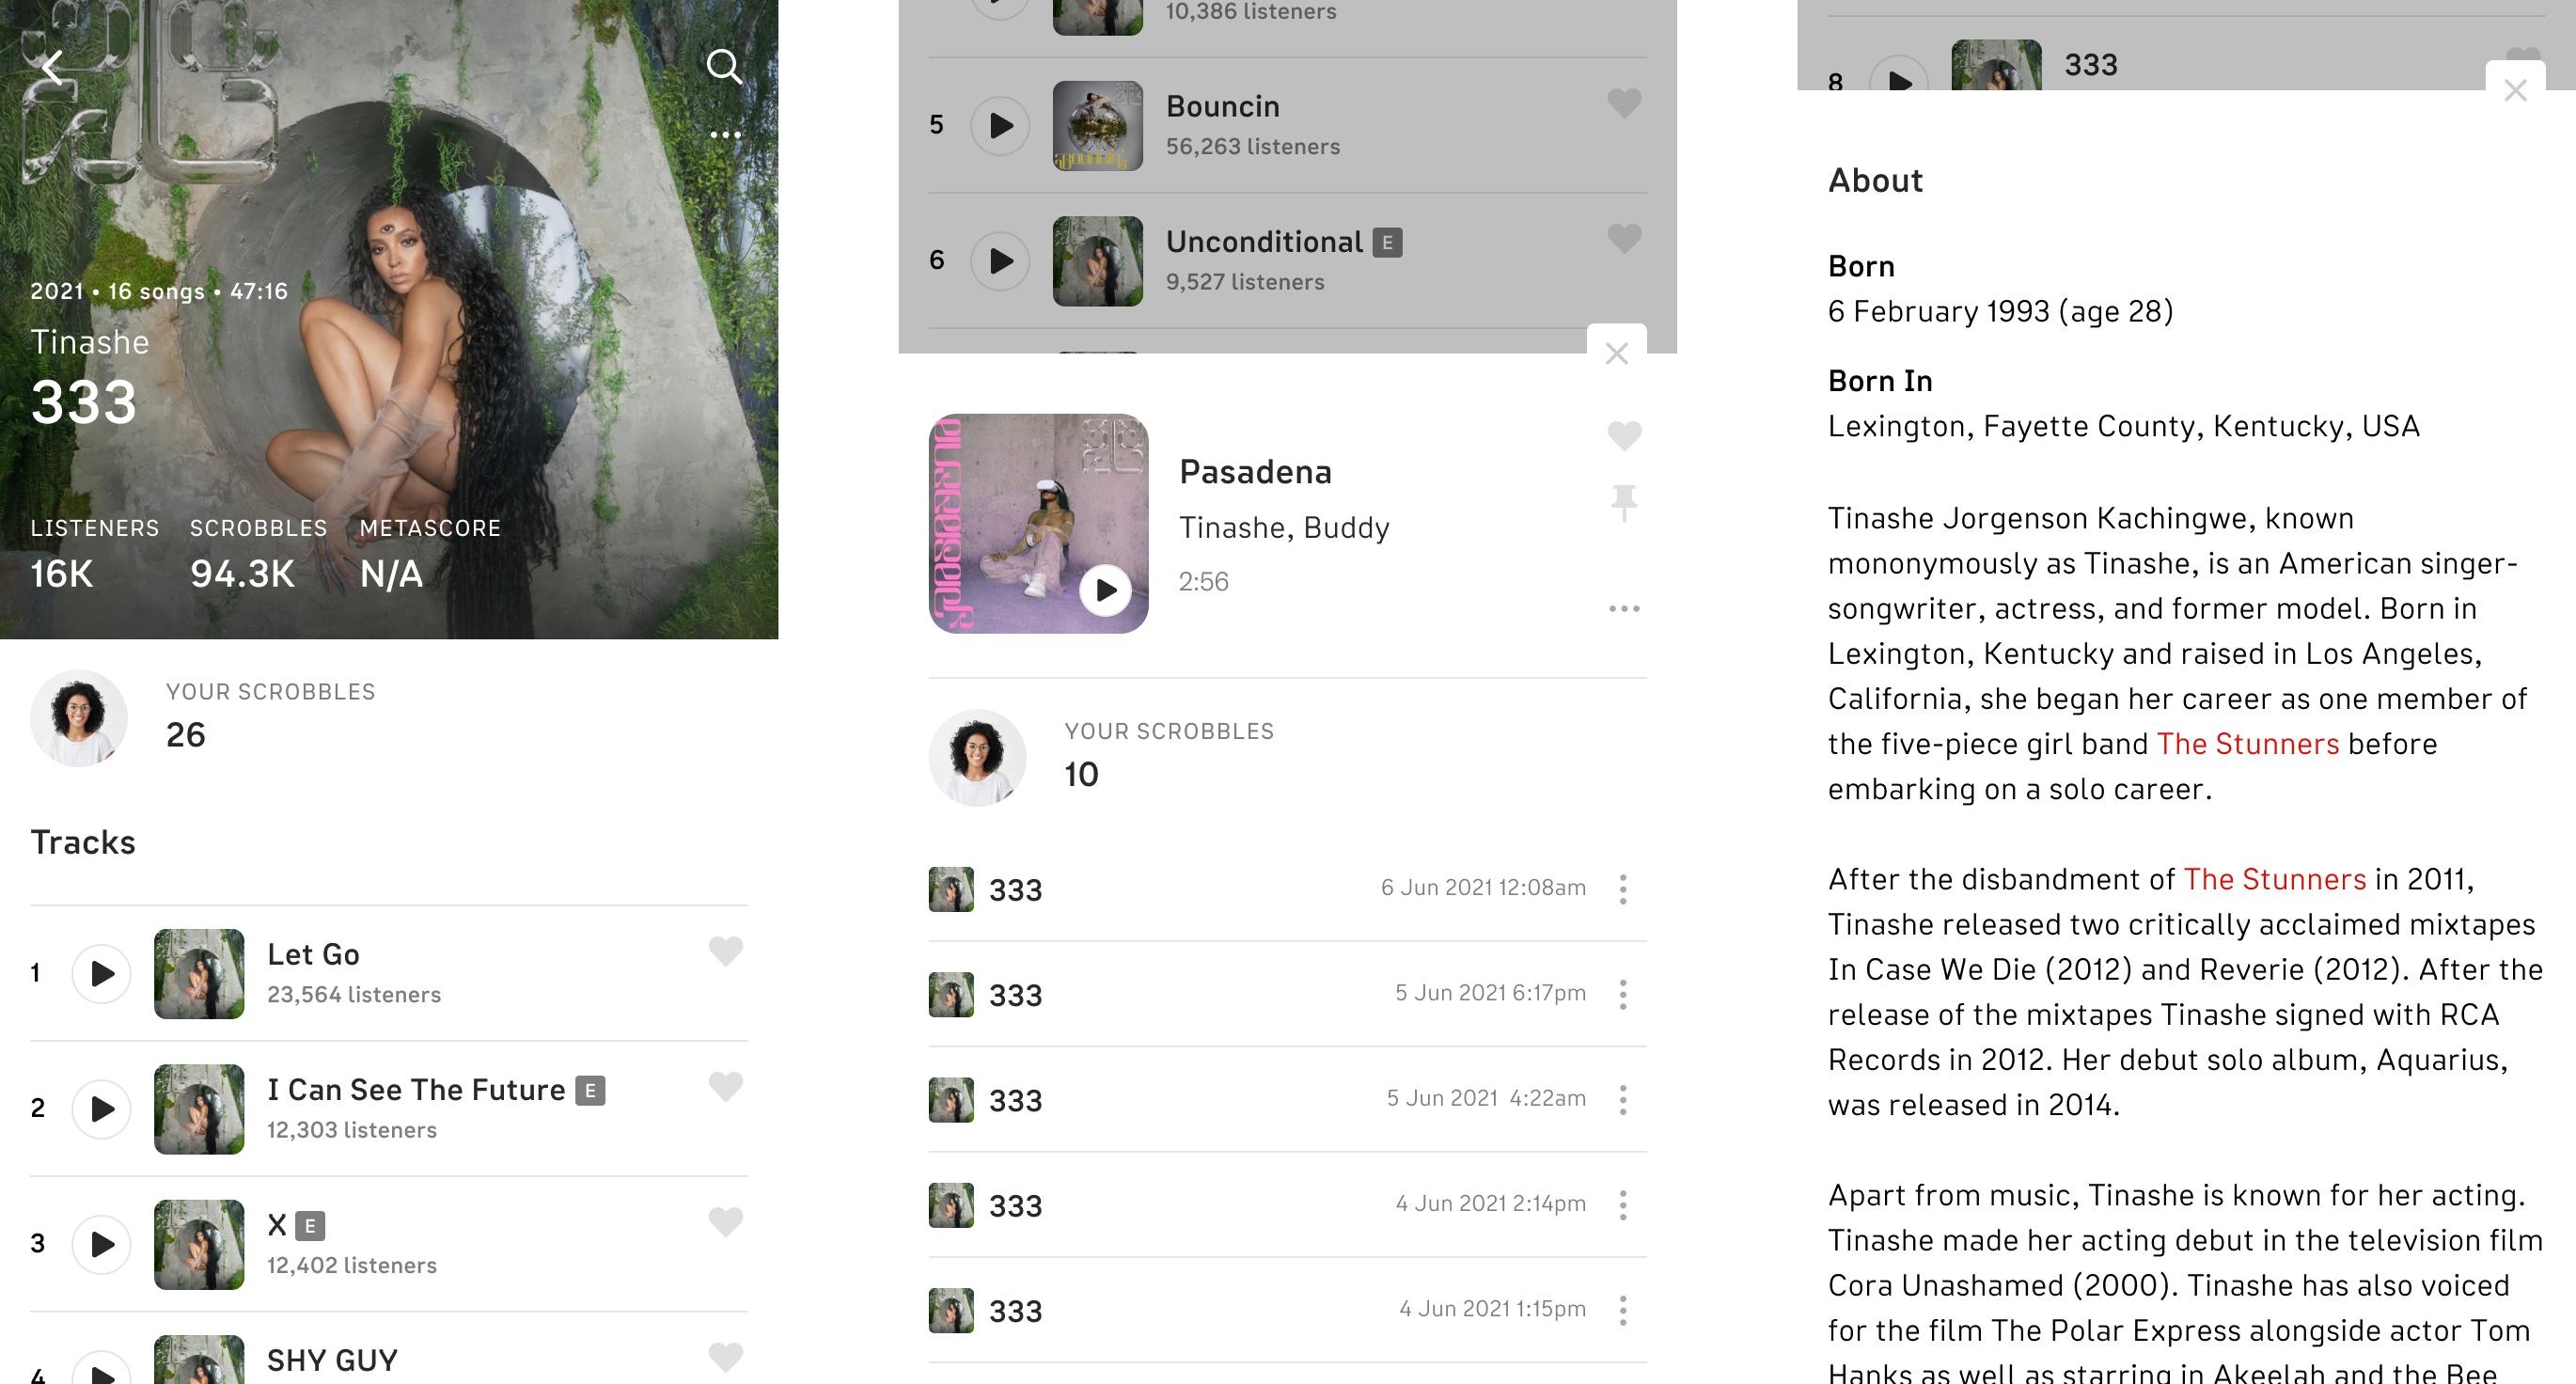 2021 • 16 songs • 47:16
Tinashe
333
LISTENERS SCROBBLES METASCORE
16K 94.3K N/A
YOUR SCROBBLES
26
Tracks
1 Let Go
23,564 listeners
2 I Can See The Future E
12,303 listeners
3 X E
12,402 listeners
4 SHY GUY
10,386 listeners
5 Bouncin
56,263 listeners
6 Unconditional E
9,527 listeners
Pasadena
Pasadena
Tinashe, Buddy
2:56
YOUR SCROBBLES
10
333 6 Jun 2021 12:08am
333 5 Jun 2021 6:17pm
333 5 Jun 2021 4:22am
333 4 Jun 2021 2:14pm
333 4 Jun 2021 1:15pm
8 333
About
Born
6 February 1993 (age 28)
Born In
Lexington, Fayette County, Kentucky, USA
Tinashe Jorgenson Kachingwe, known
mononymously as Tinashe, is an American singer-
songwriter, actress, and former model. Born in
Lexington, Kentucky and raised in Los Angeles,
California, she began her career as one member of
the five-piece girl band The Stunners before
embarking on a solo career.
After the disbandment of The Stunners in 2011,
Tinashe released two critically acclaimed mixtapes
In Case We Die (2012) and Reverie (2012). After the
release of the mixtapes Tinashe signed with RCA
Records in 2012. Her debut solo album, Aquarius,
was released in 2014.
Apart from music, Tinashe is known for her acting.
Tinashe made her acting debut in the television film
Cora Unashamed (2000). Tinashe has also voiced
for the film The Polar Express alongside actor Tom
Hanks as well as starring in Akeelah and the Bee